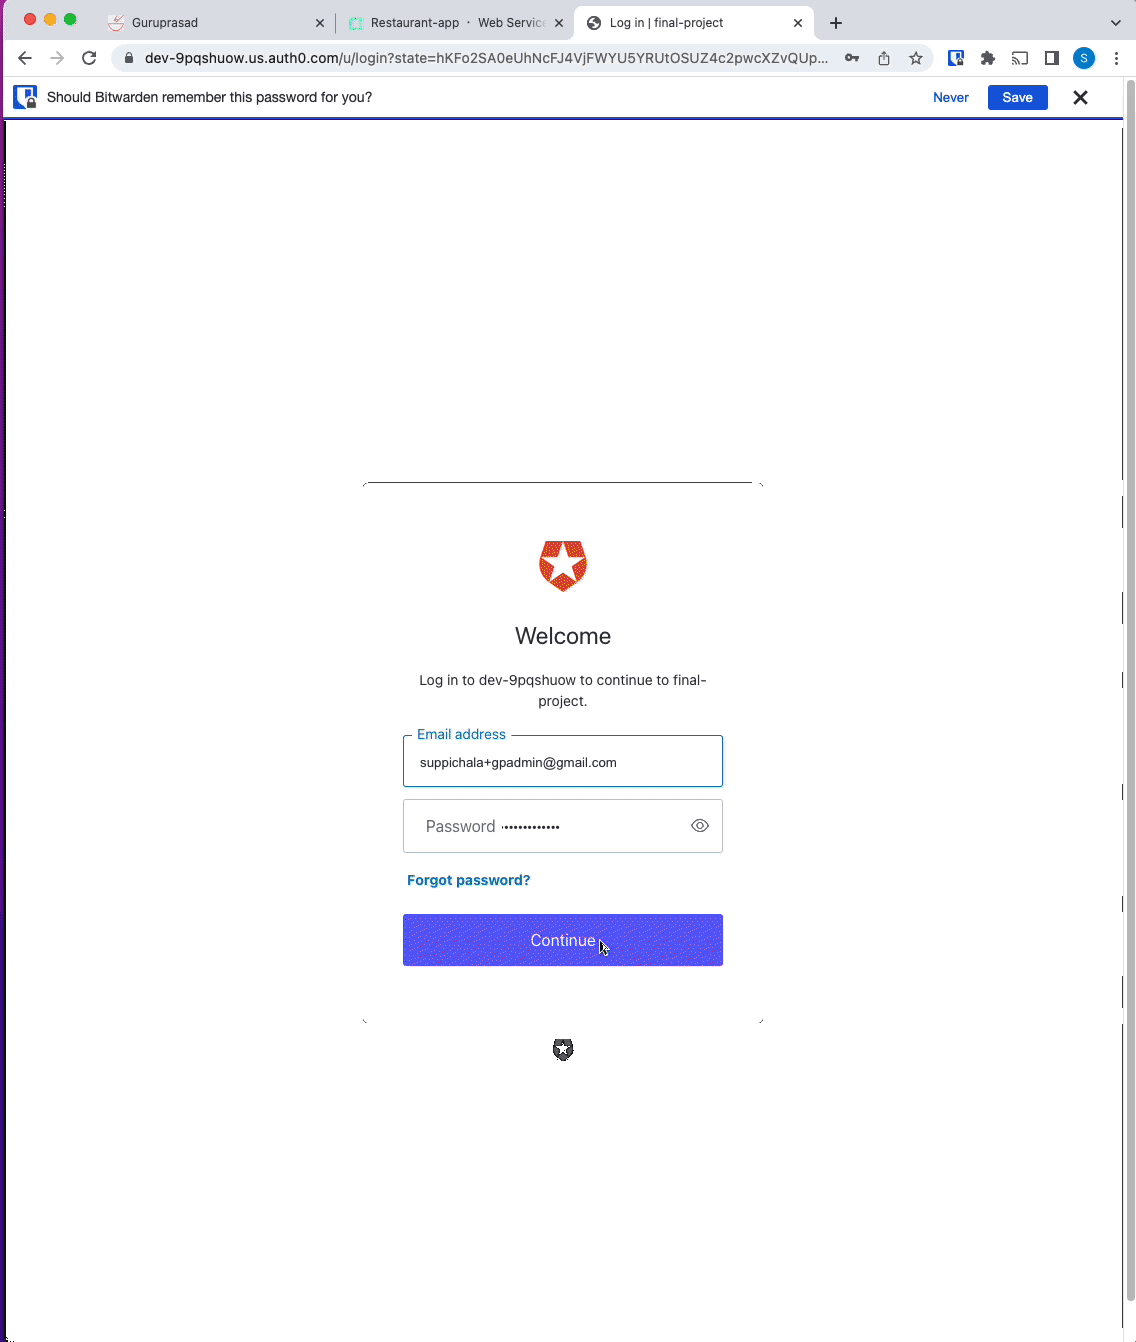 Guruprasad
Restaurant-app · Web Service
Log in | final-project
dev-9pqshuow.us.auth0.com/u/login?state=hKFo2SA0eUhNcFJ4VjFWYU5YRUtOSUZ4c2pwcXZvQUp...
S
Should Bitwarden remember this password for you?
Never
Save
Welcome
Log in to dev-9pqshuow to continue to final-
project.
Email address
suppichala+gpadmin@gmail.com
Password ••••••••••••
Forgot password?
Continue